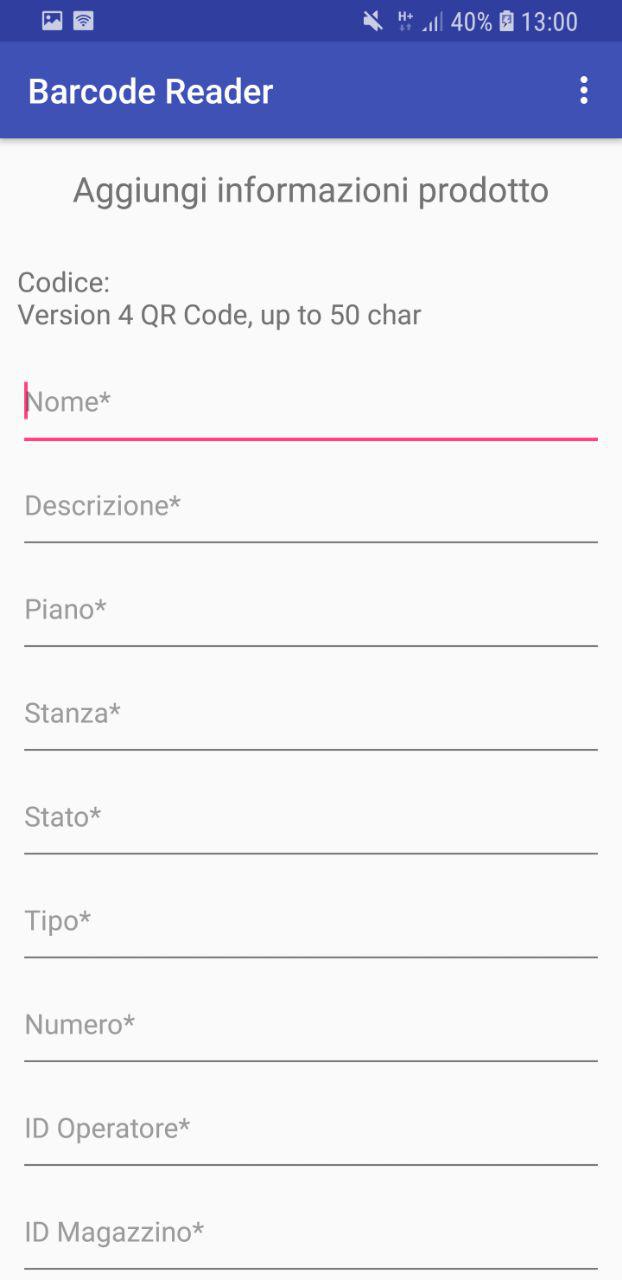 H+ 40% 13:00
Barcode Reader
Aggiungi informazioni prodotto
Codice:
Version 4 QR Code, up to 50 char
Nome*
Descrizione*
Piano*
Stanza*
Stato*
Tipo*
Numero*
ID Operatore*
ID Magazzino*